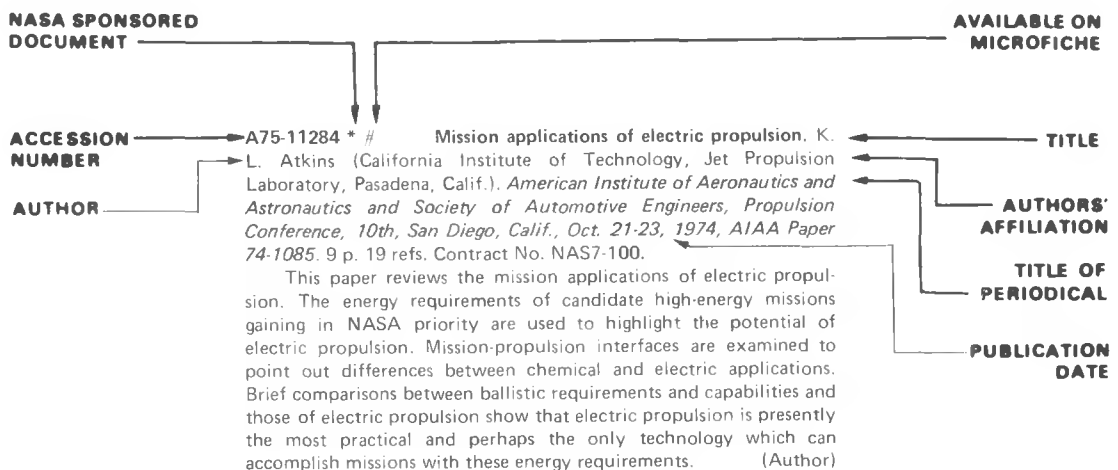 NASA SPONSORED
DOCUMENT
AVAILABLE ON
MICROFICHE
ACCESSION
NUMBER
AUTHOR
A75-11284 * # Mission applications of electric propulsion. K.
L. Atkins (California Institute of Technology, Jet Propulsion
Laboratory, Pasadena, Calif.). American Institute of Aeronautics and
Astronautics and Society of Automotive Engineers, Propulsion
Conference, 10th, San Diego, Calif., Oct. 21-23, 1974, AIAA Paper
74-1085. 9 p. 19 refs. Contract No. NAS7-100.
This paper reviews the mission applications of electric propul-
sion. The energy requirements of candidate high-energy missions
gaining in NASA priority are used to highlight the potential of
electric propulsion. Mission-propulsion interfaces are examined to
point out differences between chemical and electric applications.
Brief comparisons between ballistic requirements and capabilities and
those of electric propulsion show that electric propulsion is presently
the most practical and perhaps the only technology which can
accomplish missions with these energy requirements. (Author)
TITLE
AUTHORS'
AFFILIATION
TITLE OF
PERIODICAL
PUBLICATION
DATE